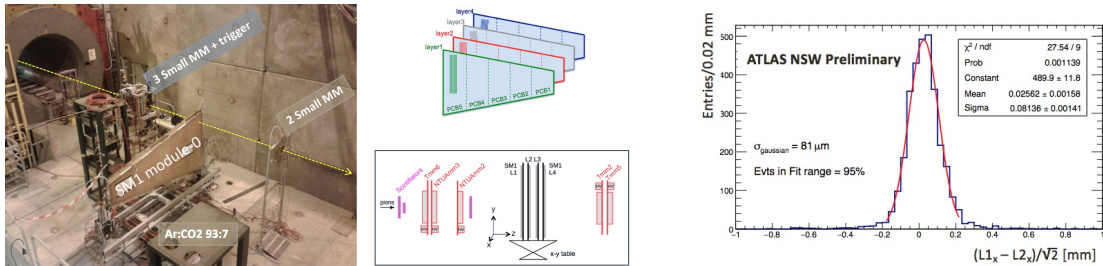 3 Small MM + trigger
2 Small MM
SM1 module-0
Ar:CO2 93:7
layer4
layer3
layer2
layer1
PCB5 PCB4 PCB3 PCB2 PCB1
Scintillators
Tmm6
NTUAmm3
NTUAmm2
SM1 L2 L3 SM1
L1 L4
Tmm2
Tmm5
pions
y
z
x
x-y table
Entries/0.02 mm
500
400
300
200
100
0
ATLAS NSW Preliminary
χ² / ndf 27.54 / 9
Prob 0.001139
Constant 489.9 ± 11.8
Mean 0.02562 ± 0.00158
Sigma 0.08136 ± 0.00141
σgaussian = 81 μm
Evts in Fit range = 95%
−1 −0.8 −0.6 −0.4 −0.2 0 0.2 0.4 0.6 0.8 1
(L1x − L2x)/√2 [mm]